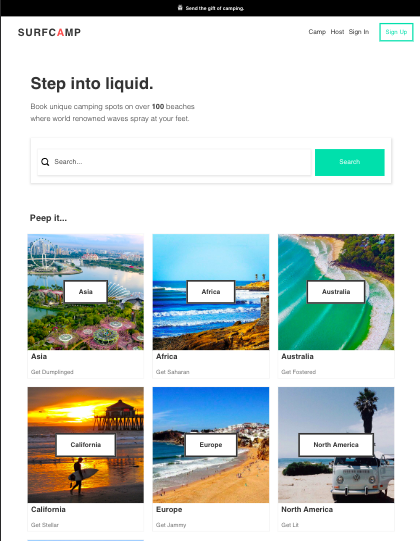 Send the gift of camping.
SURFCAMP
Camp Host Sign In Sign Up
Step into liquid.
Book unique camping spots on over 100 beaches
where world renowned waves spray at your feet.
Search...
Search
Peep it...
Asia
Africa
Australia
Asia
Africa
Australia
Get Dumplinged
Get Saharan
Get Fostered
California
Europe
North America
California
Europe
North America
Get Stellar
Get Jammy
Get Lit